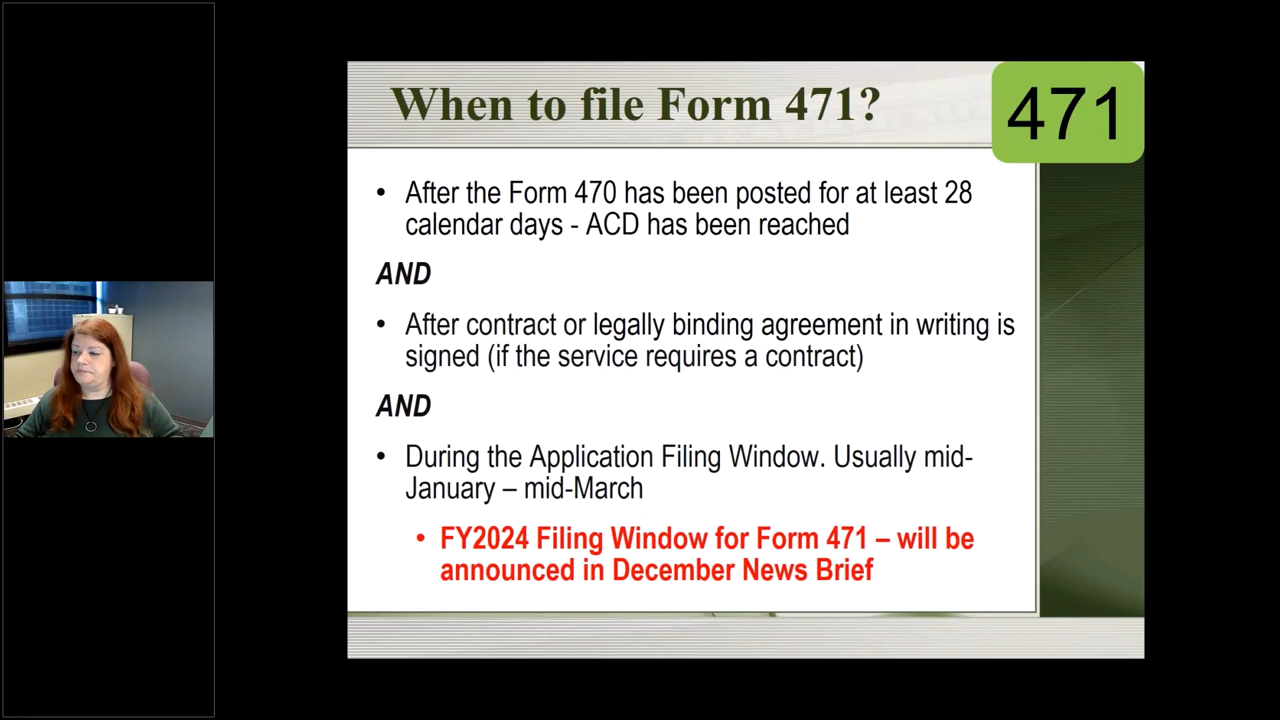 When to file Form 471?
471
• After the Form 470 has been posted for at least 28
calendar days - ACD has been reached
AND
• After contract or legally binding agreement in writing is
signed (if the service requires a contract)
AND
• During the Application Filing Window. Usually mid-
January – mid-March
• FY2024 Filing Window for Form 471 – will be
announced in December News Brief